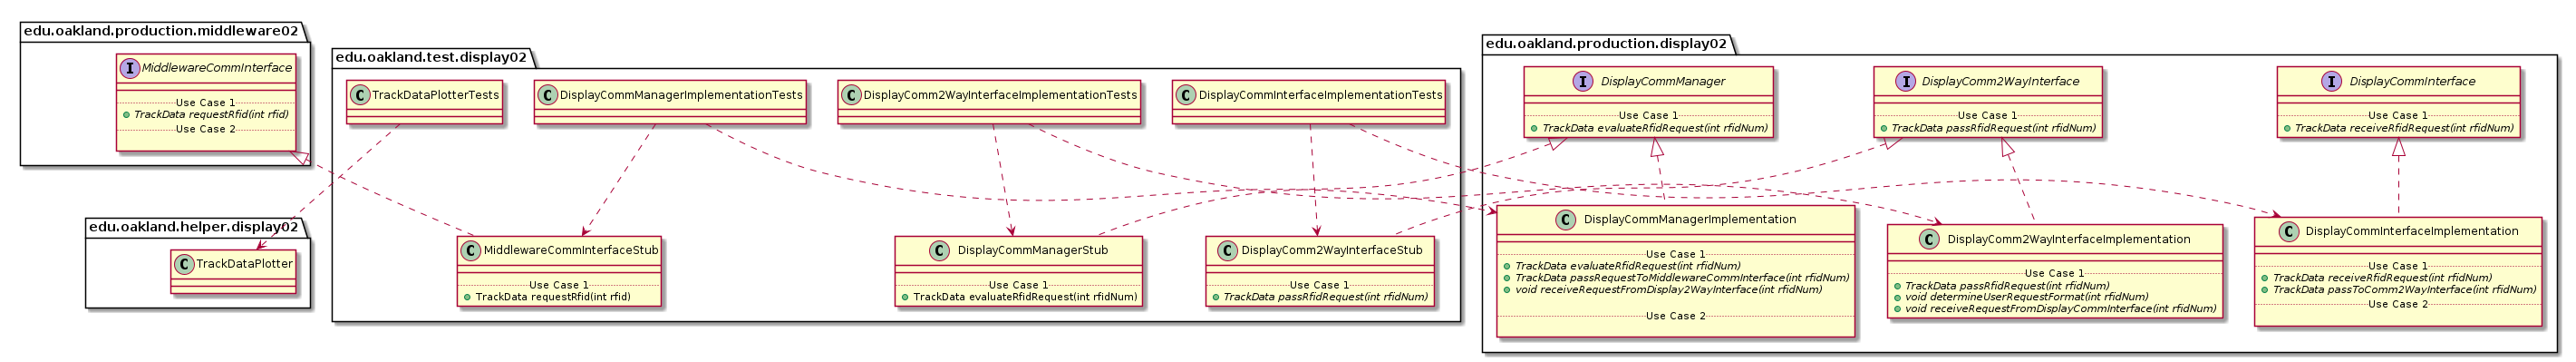 edu.oakland.production.middleware02
I MiddlewareCommInterface
Use Case 1
TrackData requestRfid(int rfid)
Use Case 2
edu.oakland.test.display02
C TrackDataPlotterTests
C DisplayCommManagerImplementationTests
C DisplayComm2WayInterfaceImplementationTests
C DisplayCommInterfaceImplementationTests
C MiddlewareCommInterfaceStub
Use Case 1
TrackData requestRfid(int rfid)
C DisplayCommManagerStub
Use Case 1
TrackData evaluateRfidRequest(int rfidNum)
C DisplayComm2WayInterfaceStub
Use Case 1
TrackData passRfidRequest(int rfidNum)
edu.oakland.helper.display02
C TrackDataPlotter
edu.oakland.production.display02
I DisplayCommManager
Use Case 1
TrackData evaluateRfidRequest(int rfidNum)
I DisplayComm2WayInterface
Use Case 1
TrackData passRfidRequest(int rfidNum)
I DisplayCommInterface
Use Case 1
TrackData receiveRfidRequest(int rfidNum)
C DisplayCommManagerImplementation
Use Case 1
TrackData evaluateRfidRequest(int rfidNum)
TrackData passRequestToMiddlewareCommInterface(int rfidNum)
void receiveRequestFromDisplay2WayInterface(int rfidNum)
Use Case 2
C DisplayComm2WayInterfaceImplementation
Use Case 1
TrackData passRfidRequest(int rfidNum)
void determineUserRequestFormat(int rfidNum)
void receiveRequestFromDisplayCommInterface(int rfidNum)
C DisplayCommInterfaceImplementation
Use Case 1
TrackData receiveRfidRequest(int rfidNum)
TrackData passToComm2WayInterface(int rfidNum)
Use Case 2